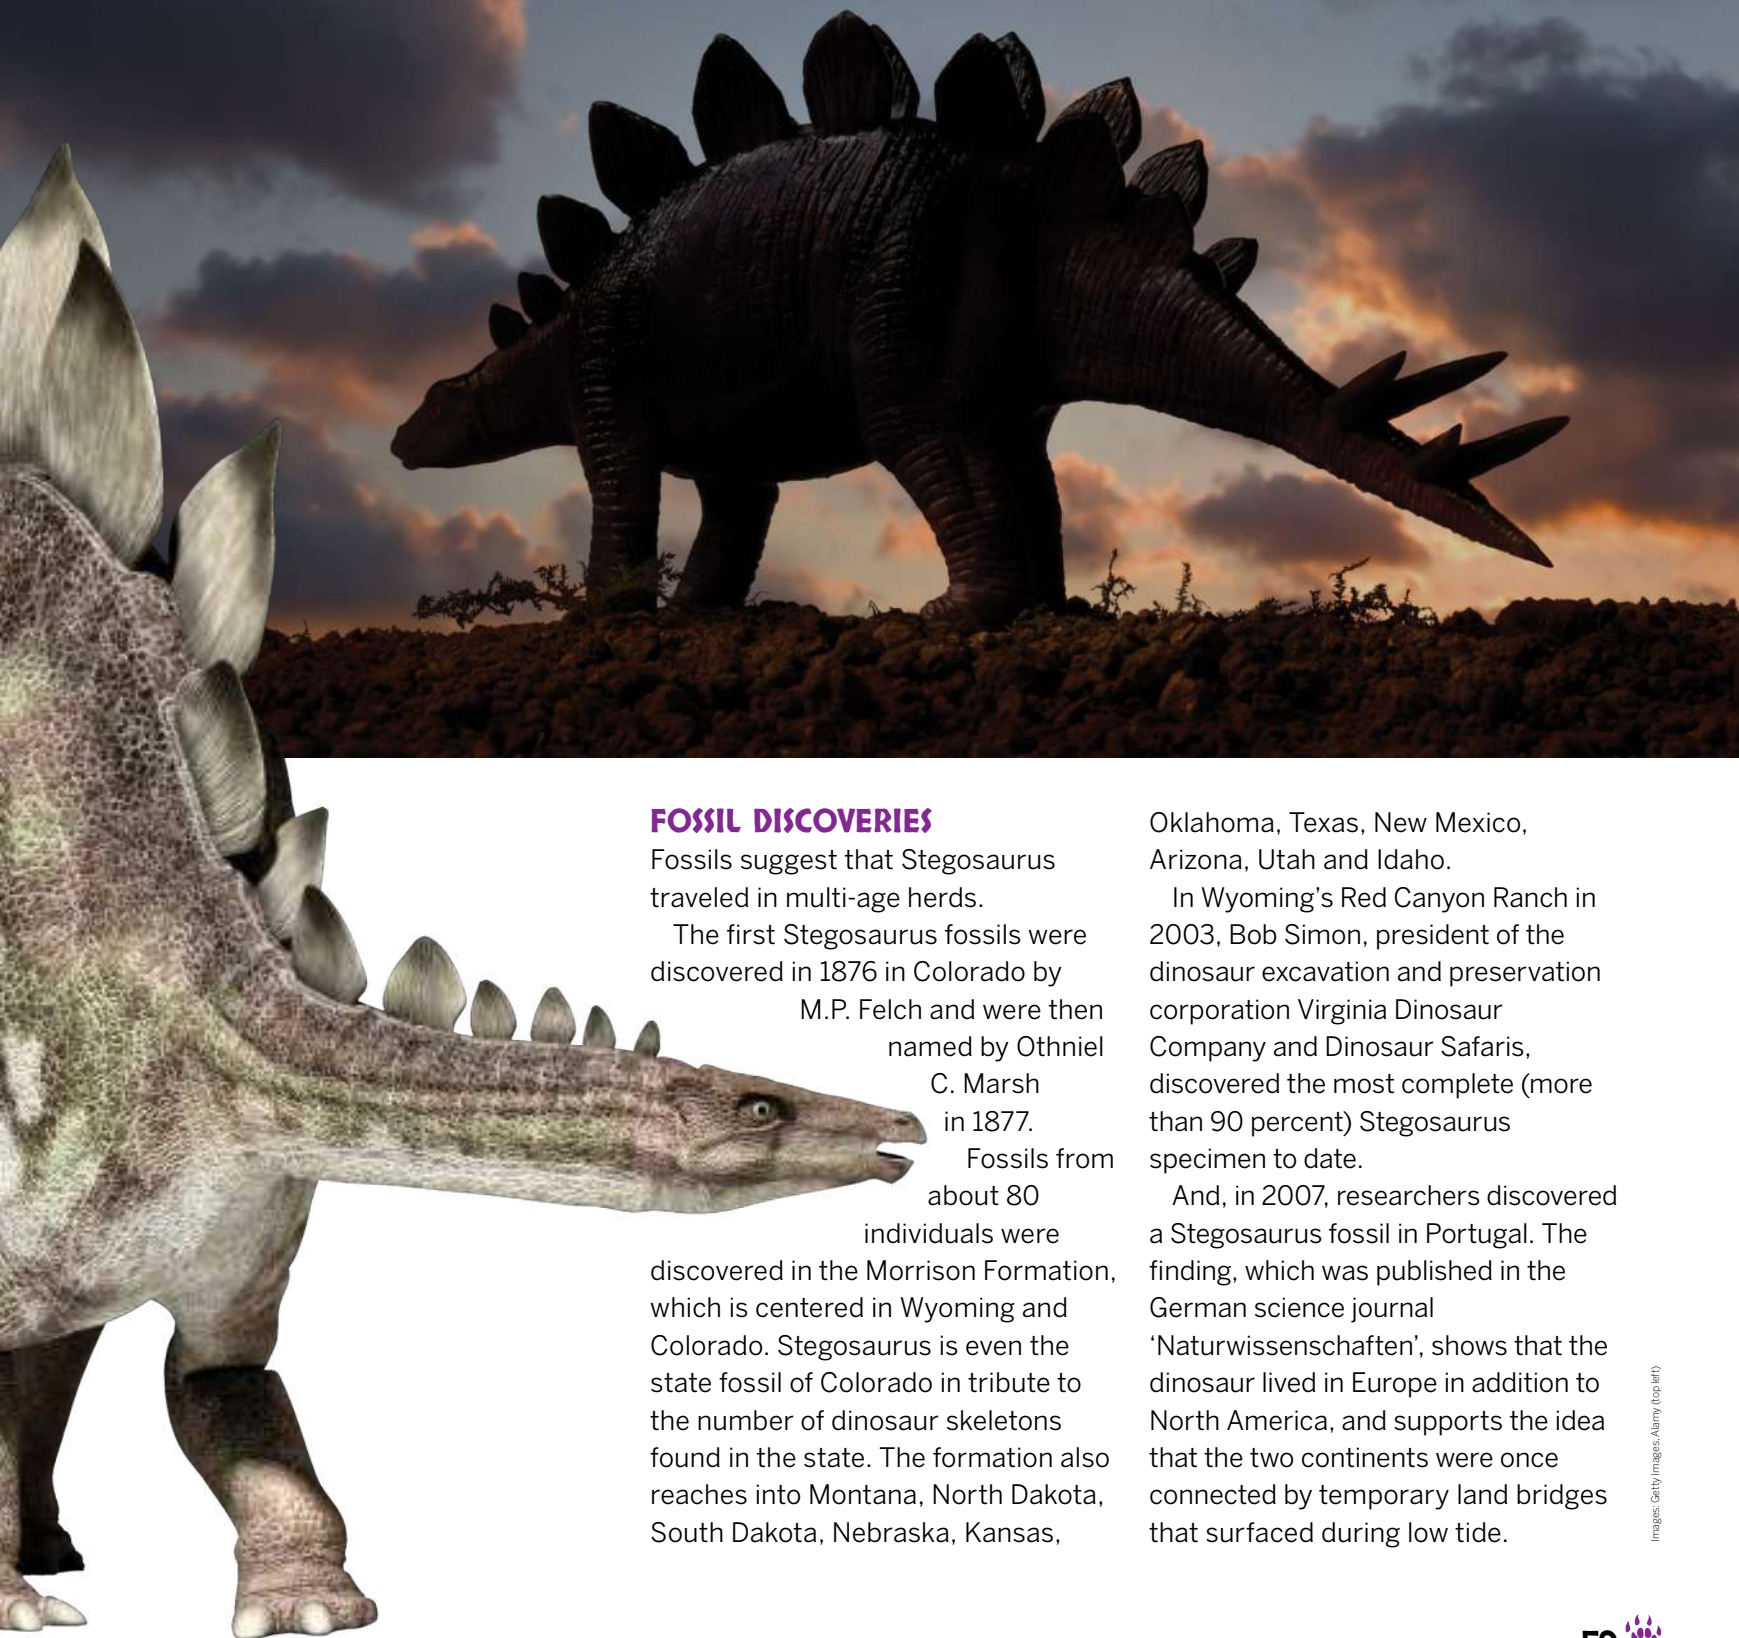 FOSSIL DISCOVERIES
Fossils suggest that Stegosaurus
traveled in multi-age herds.
The first Stegosaurus fossils were
discovered in 1876 in Colorado by
M.P. Felch and were then
named by Othniel
C. Marsh
in 1877.
Fossils from
about 80
individuals were
discovered in the Morrison Formation,
which is centered in Wyoming and
Colorado. Stegosaurus is even the
state fossil of Colorado in tribute to
the number of dinosaur skeletons
found in the state. The formation also
reaches into Montana, North Dakota,
South Dakota, Nebraska, Kansas,
Oklahoma, Texas, New Mexico,
Arizona, Utah and Idaho.
In Wyoming’s Red Canyon Ranch in
2003, Bob Simon, president of the
dinosaur excavation and preservation
corporation Virginia Dinosaur
Company and Dinosaur Safaris,
discovered the most complete (more
than 90 percent) Stegosaurus
specimen to date.
And, in 2007, researchers discovered
a Stegosaurus fossil in Portugal. The
finding, which was published in the
German science journal
‘Naturwissenschaften’, shows that the
dinosaur lived in Europe in addition to
North America, and supports the idea
that the two continents were once
connected by temporary land bridges
that surfaced during low tide.
Images: Getty Images, Alamy (top left)